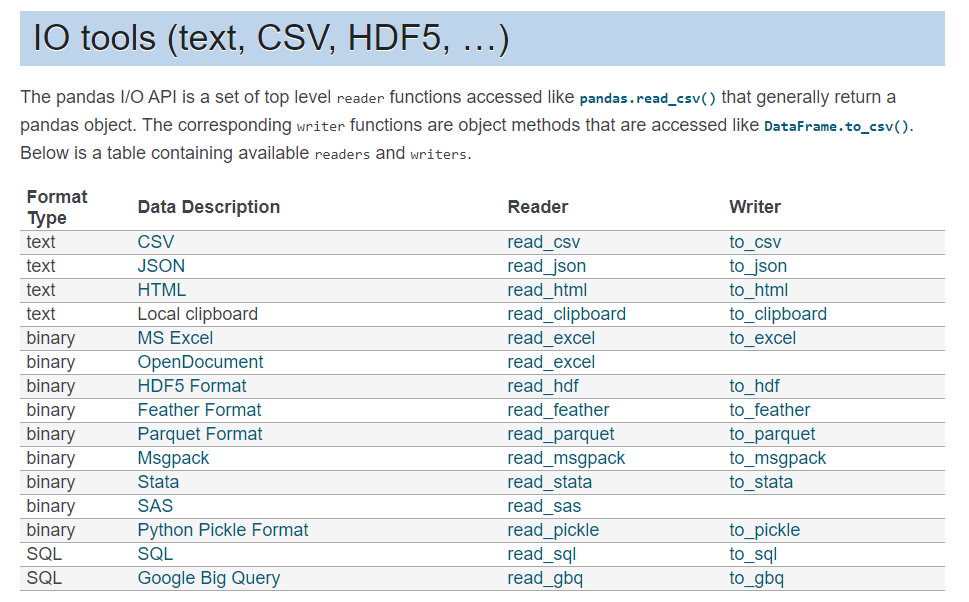 IO tools (text, CSV, HDF5, …)
The pandas I/O API is a set of top level reader functions accessed like pandas.read_csv() that generally return a
pandas object. The corresponding writer functions are object methods that are accessed like DataFrame.to_csv().
Below is a table containing available readers and writers.
Format Type Data Description Reader Writer
text CSV read_csv to_csv
text JSON read_json to_json
text HTML read_html to_html
text Local clipboard read_clipboard to_clipboard
binary MS Excel read_excel to_excel
binary OpenDocument read_excel
binary HDF5 Format read_hdf to_hdf
binary Feather Format read_feather to_feather
binary Parquet Format read_parquet to_parquet
binary Msgpack read_msgpack to_msgpack
binary Stata read_stata to_stata
binary SAS read_sas
binary Python Pickle Format read_pickle to_pickle
SQL SQL read_sql to_sql
SQL Google Big Query read_gbq to_gbq